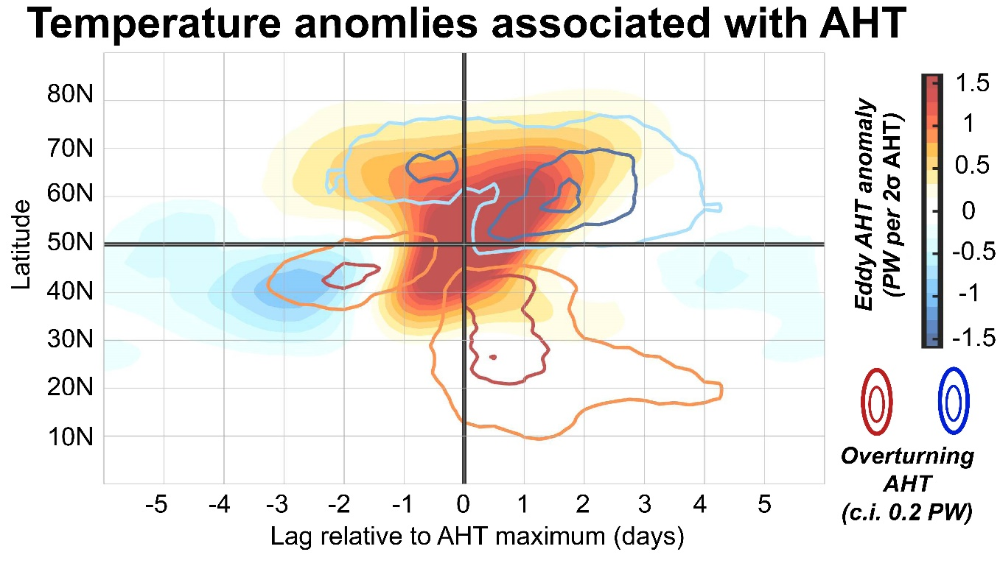 Temperature anomlies associated with AHT
80N
70N
60N
50N
40N
30N
20N
10N
Latitude
-5 -4 -3 -2 -1 0 1 2 3 4 5
Lag relative to AHT maximum (days)
Eddy AHT anomaly
(PW per 2σ AHT)
1.5
1
0.5
0
-0.5
-1
-1.5
Overturning
AHT
(c.i. 0.2 PW)